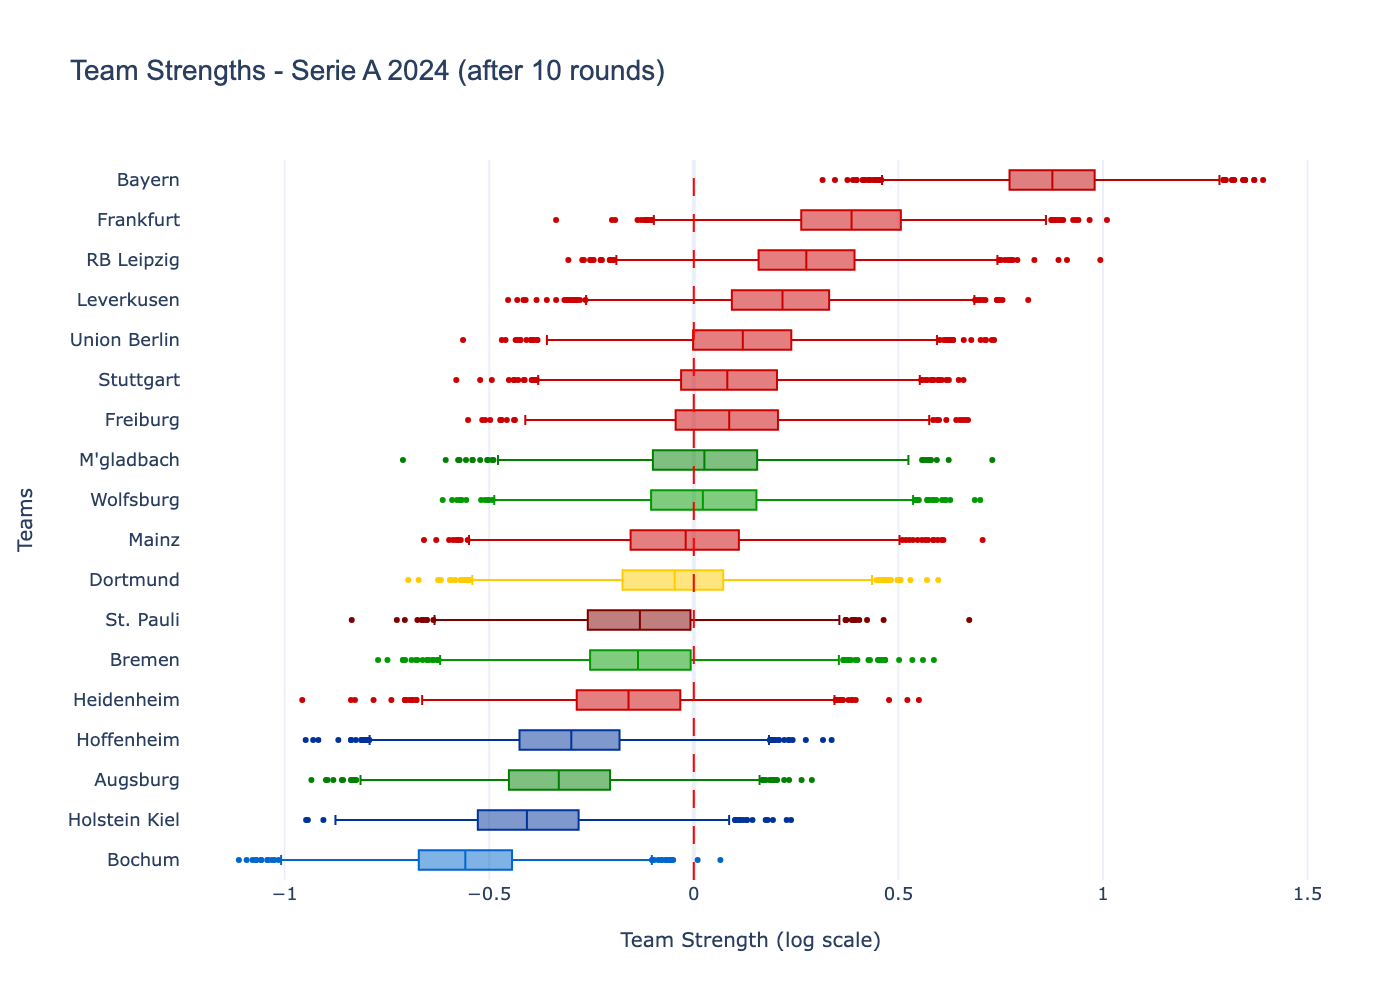 Team Strengths - Serie A 2024 (after 10 rounds)
Bayern
Frankfurt
RB Leipzig
Leverkusen
Union Berlin
Stuttgart
Freiburg
M'gladbach
Wolfsburg
Mainz
Dortmund
St. Pauli
Bremen
Heidenheim
Hoffenheim
Augsburg
Holstein Kiel
Bochum
Teams
−1
−0.5
0
0.5
1
1.5
Team Strength (log scale)